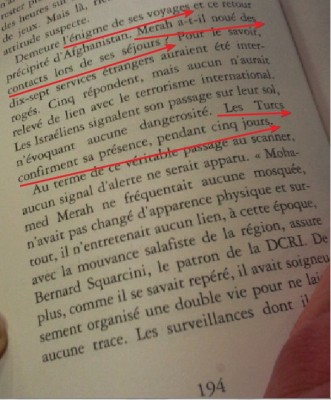 rester pas
des heures sur
de jeux. Mais là, rien
attitude suspecte.
Demeure l'énigme de ses voyages et ce retour
précipité d'Afghanistan. Merah a-t-il noué des
contacts lors de ses séjours ? Pour le savoir,
dix-sept services étrangers auraient été inter-
rogés. Cinq répondent, mais aucun n'aurait
relevé de lien avec le terrorisme international.
Les Israéliens signalent son passage sur leur sol,
n'évoquant aucune dangerosité. Les Turcs
confirment sa présence, pendant cinq jours.
Au terme de ce véritable passage au scanner,
aucun signal d'alerte ne serait apparu. « Moha-
med Merah ne fréquentait aucune mosquée,
n'avait pas changé d'apparence physique et sur-
tout, il n'entretenait aucun lien, à cette époque,
avec la mouvance salafiste de la région, assure
Bernard Squarcini, le patron de la DCRI. De
plus, comme il se savait repéré, il avait soigneu
sement organisé une double vie pour ne lai
aucune trace. Les surveillances dont il
194